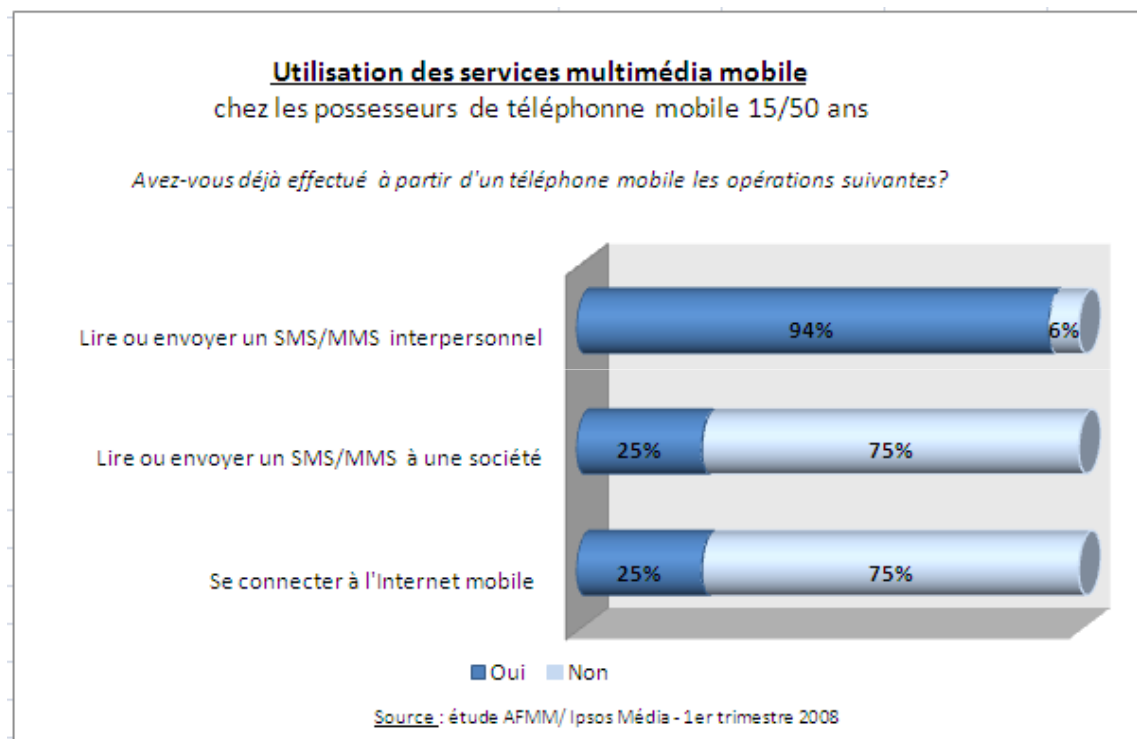 Utilisation des services multimédia mobile
chez les possesseurs de téléphonne mobile 15/50 ans
Avez-vous déjà effectué à partir d'un téléphone mobile les opérations suivantes?
Lire ou envoyer un SMS/MMS interpersonnel
94%
6%
Lire ou envoyer un SMS/MMS à une société
25%
75%
Se connecter à l'Internet mobile
25%
75%
Oui
Non
Source : étude AFMM/ Ipsos Média - 1er trimestre 2008